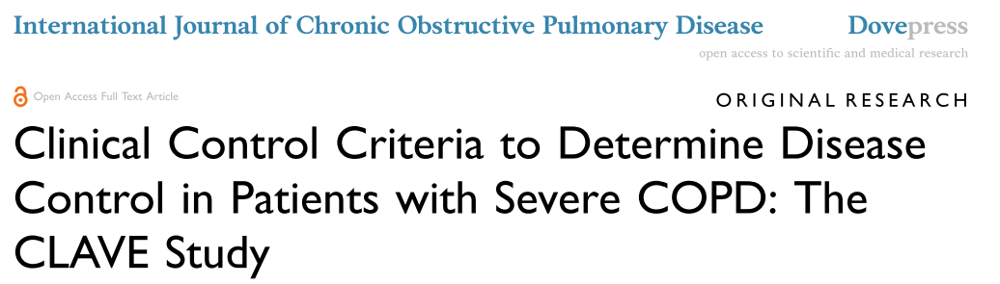 International Journal of Chronic Obstructive Pulmonary Disease Dovepress
open access to scientific and medical research
Open Access Full Text Article ORIGINAL RESEARCH
Clinical Control Criteria to Determine Disease
Control in Patients with Severe COPD: The
CLAVE Study